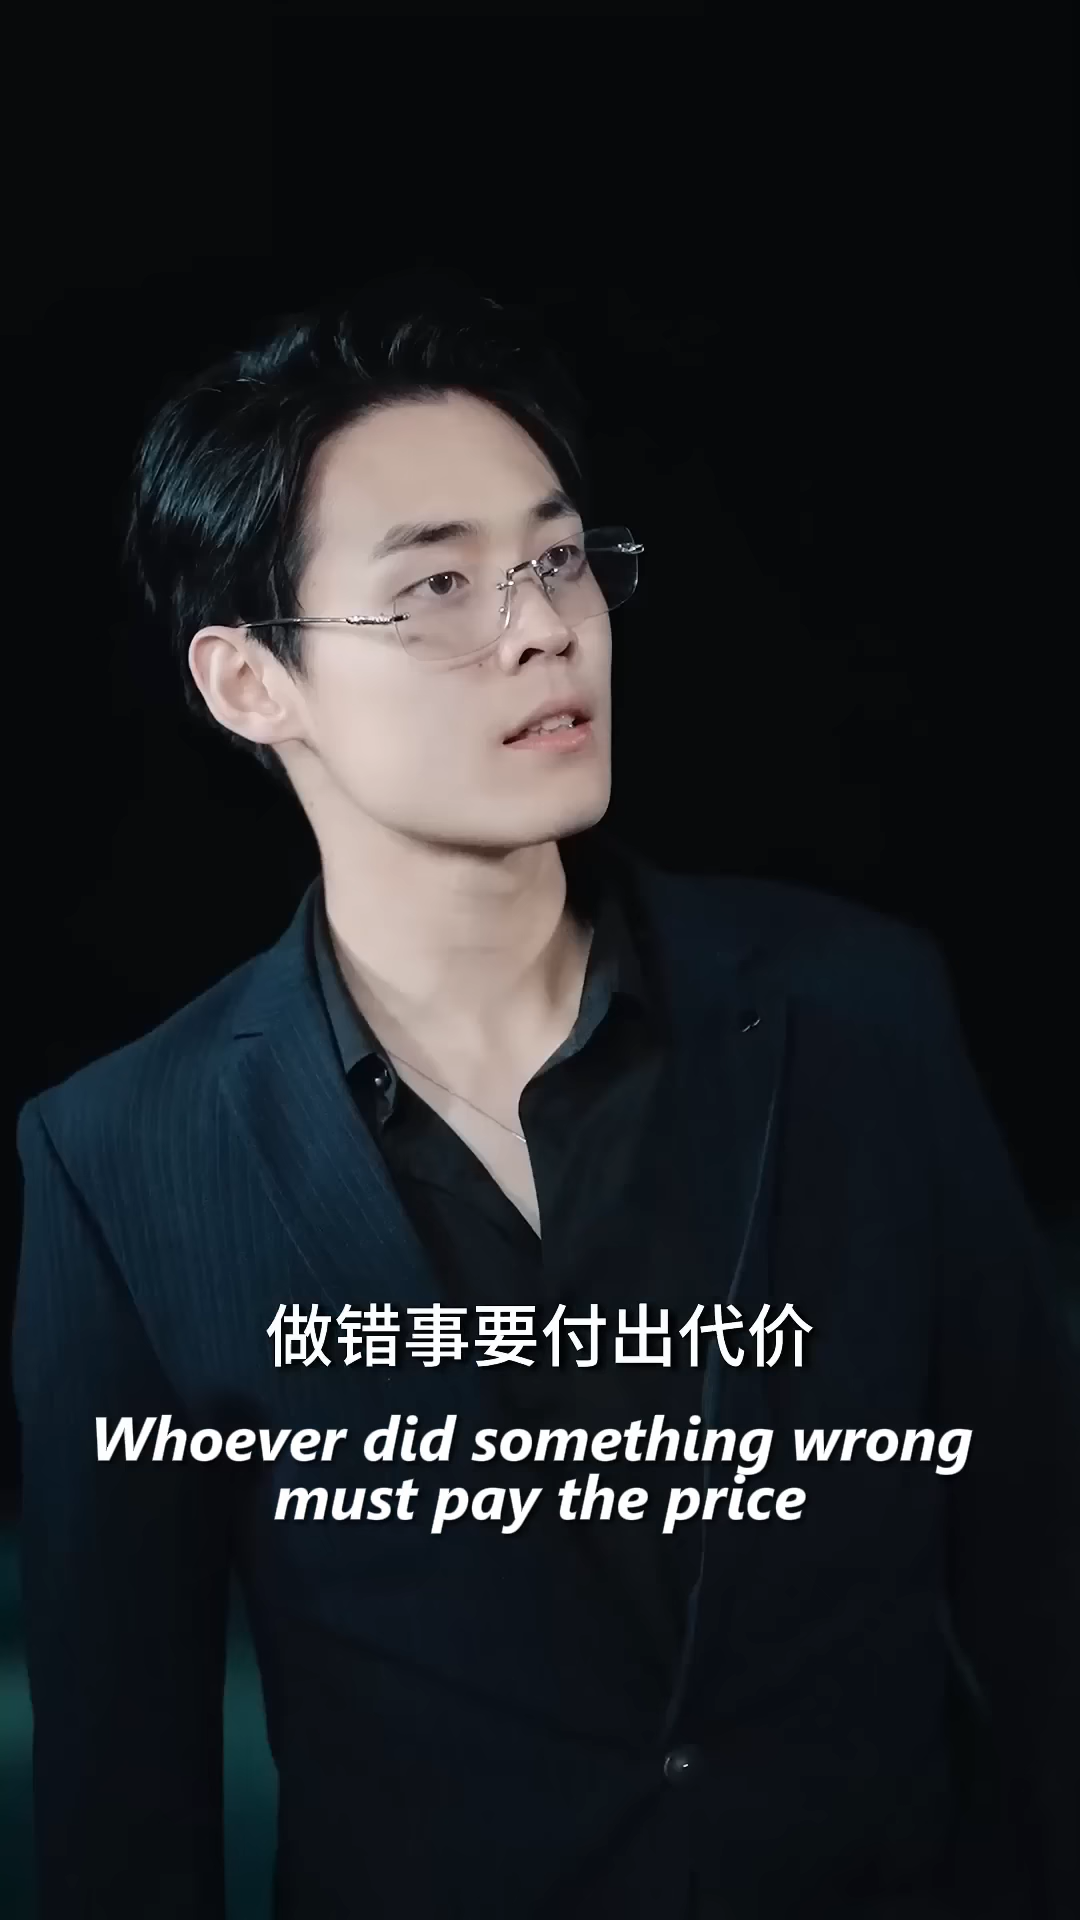 做错事要付出代价
Whoever did something wrong
must pay the price